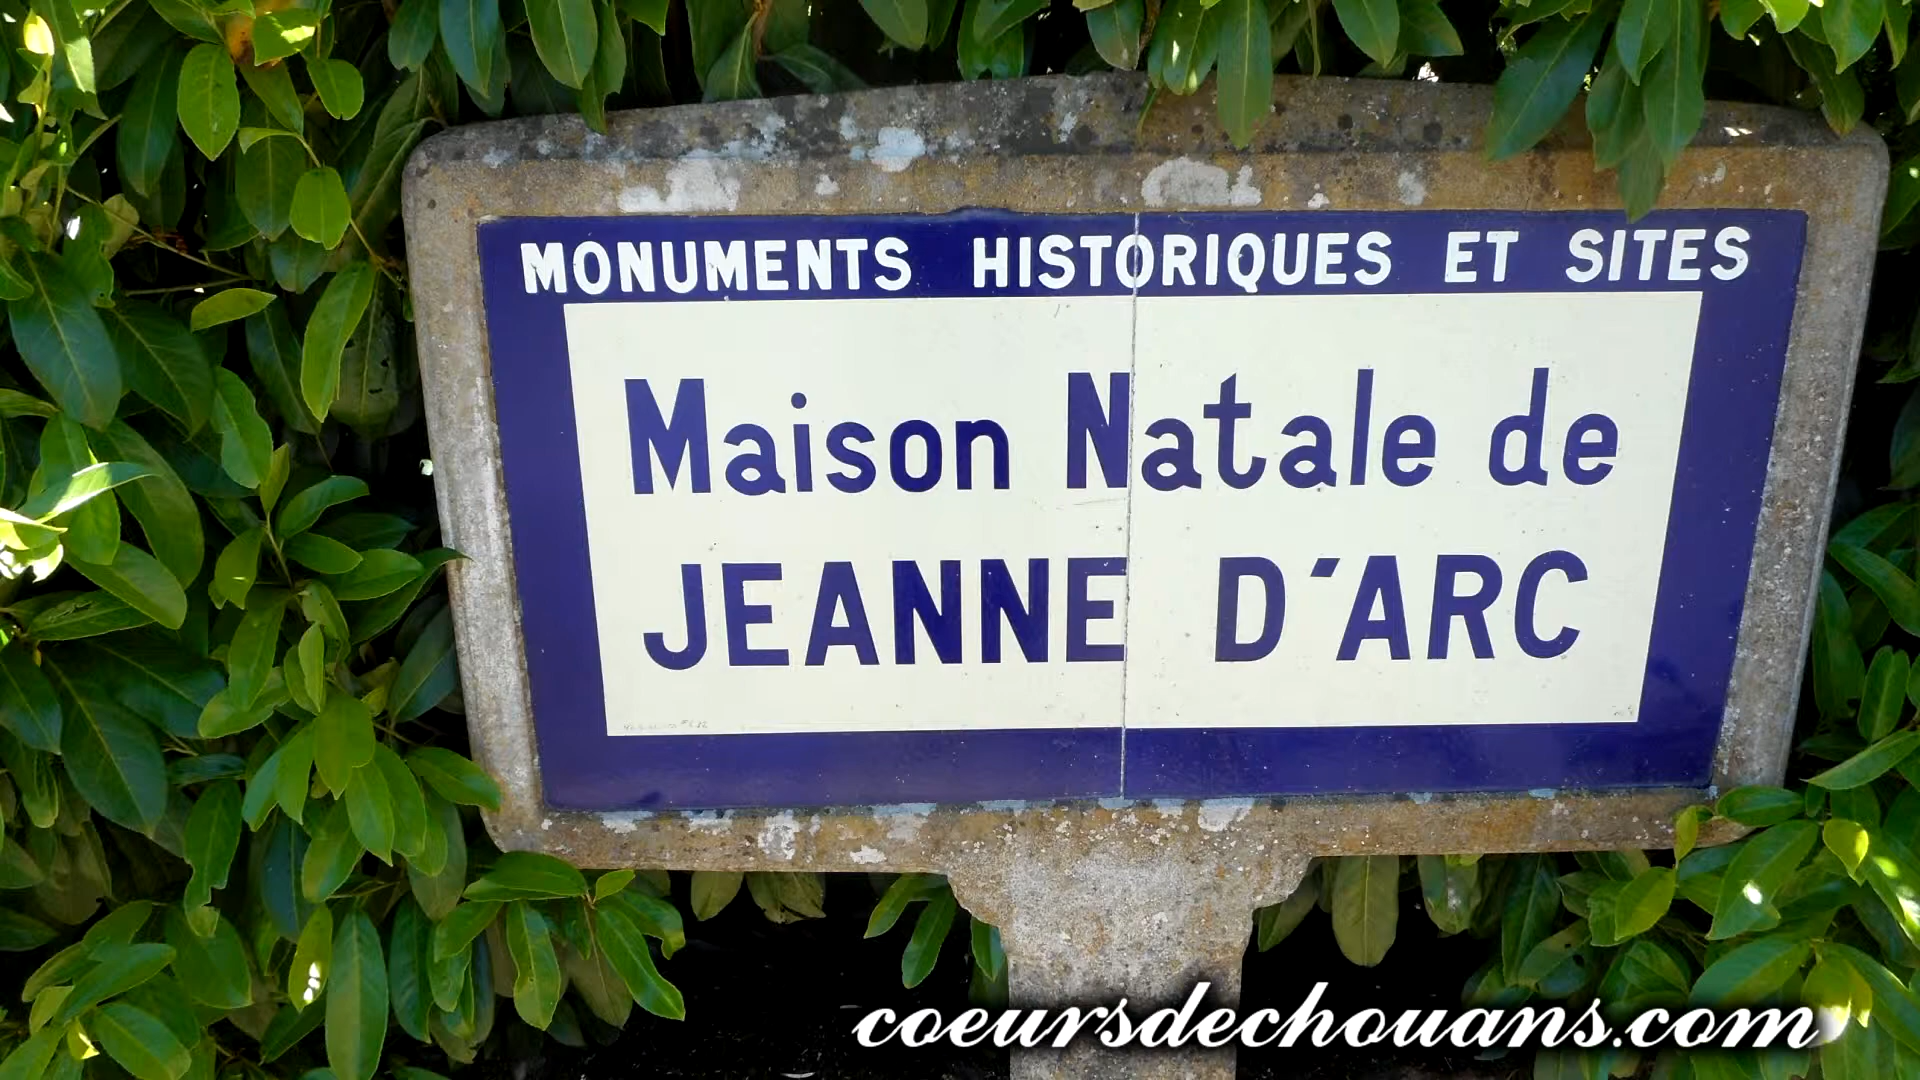 MONUMENTS HISTORIQUES ET SITES
Maison Natale de
JEANNE D'ARC
coeursdechouans.com